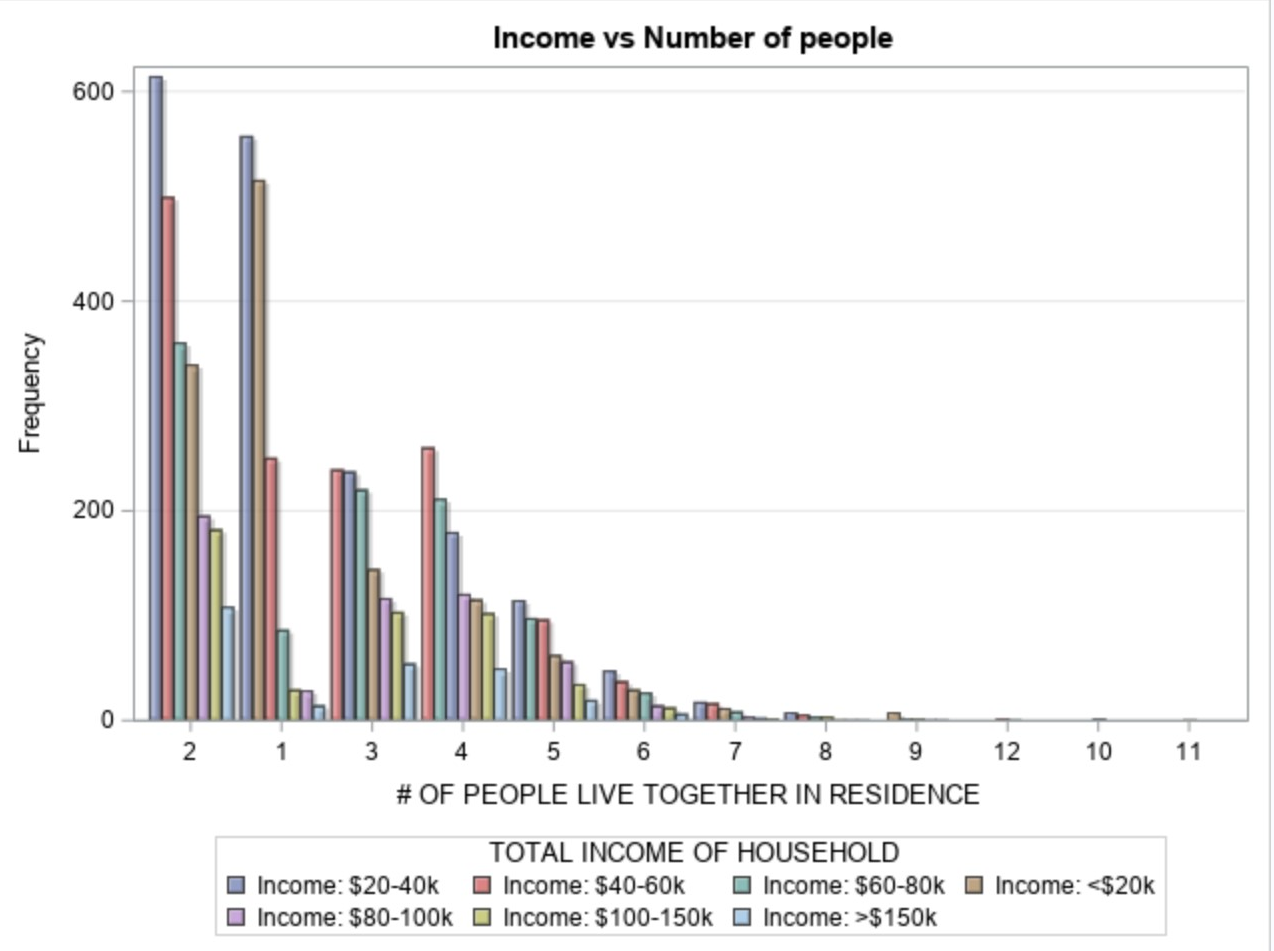 Income vs Number of people
600
400
200
0
Frequency
2 1 3 4 5 6 7 8 9 12 10 11
# OF PEOPLE LIVE TOGETHER IN RESIDENCE
TOTAL INCOME OF HOUSEHOLD
Income: $20-40k Income: $40-60k Income: $60-80k Income: <$20k
Income: $80-100k Income: $100-150k Income: >$150k